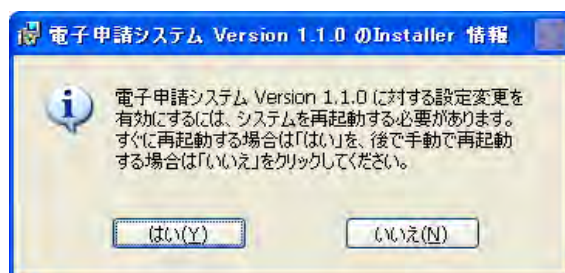 電子申請システム Version 1.1.0 のInstaller 情報
電子申請システム Version 1.1.0 に対する設定変更を
有効にするには、システムを再起動する必要があります。
すぐに再起動する場合は「はい」を、後で手動で再起動
する場合は「いいえ」をクリックしてください。
はい(Y) いいえ(N)